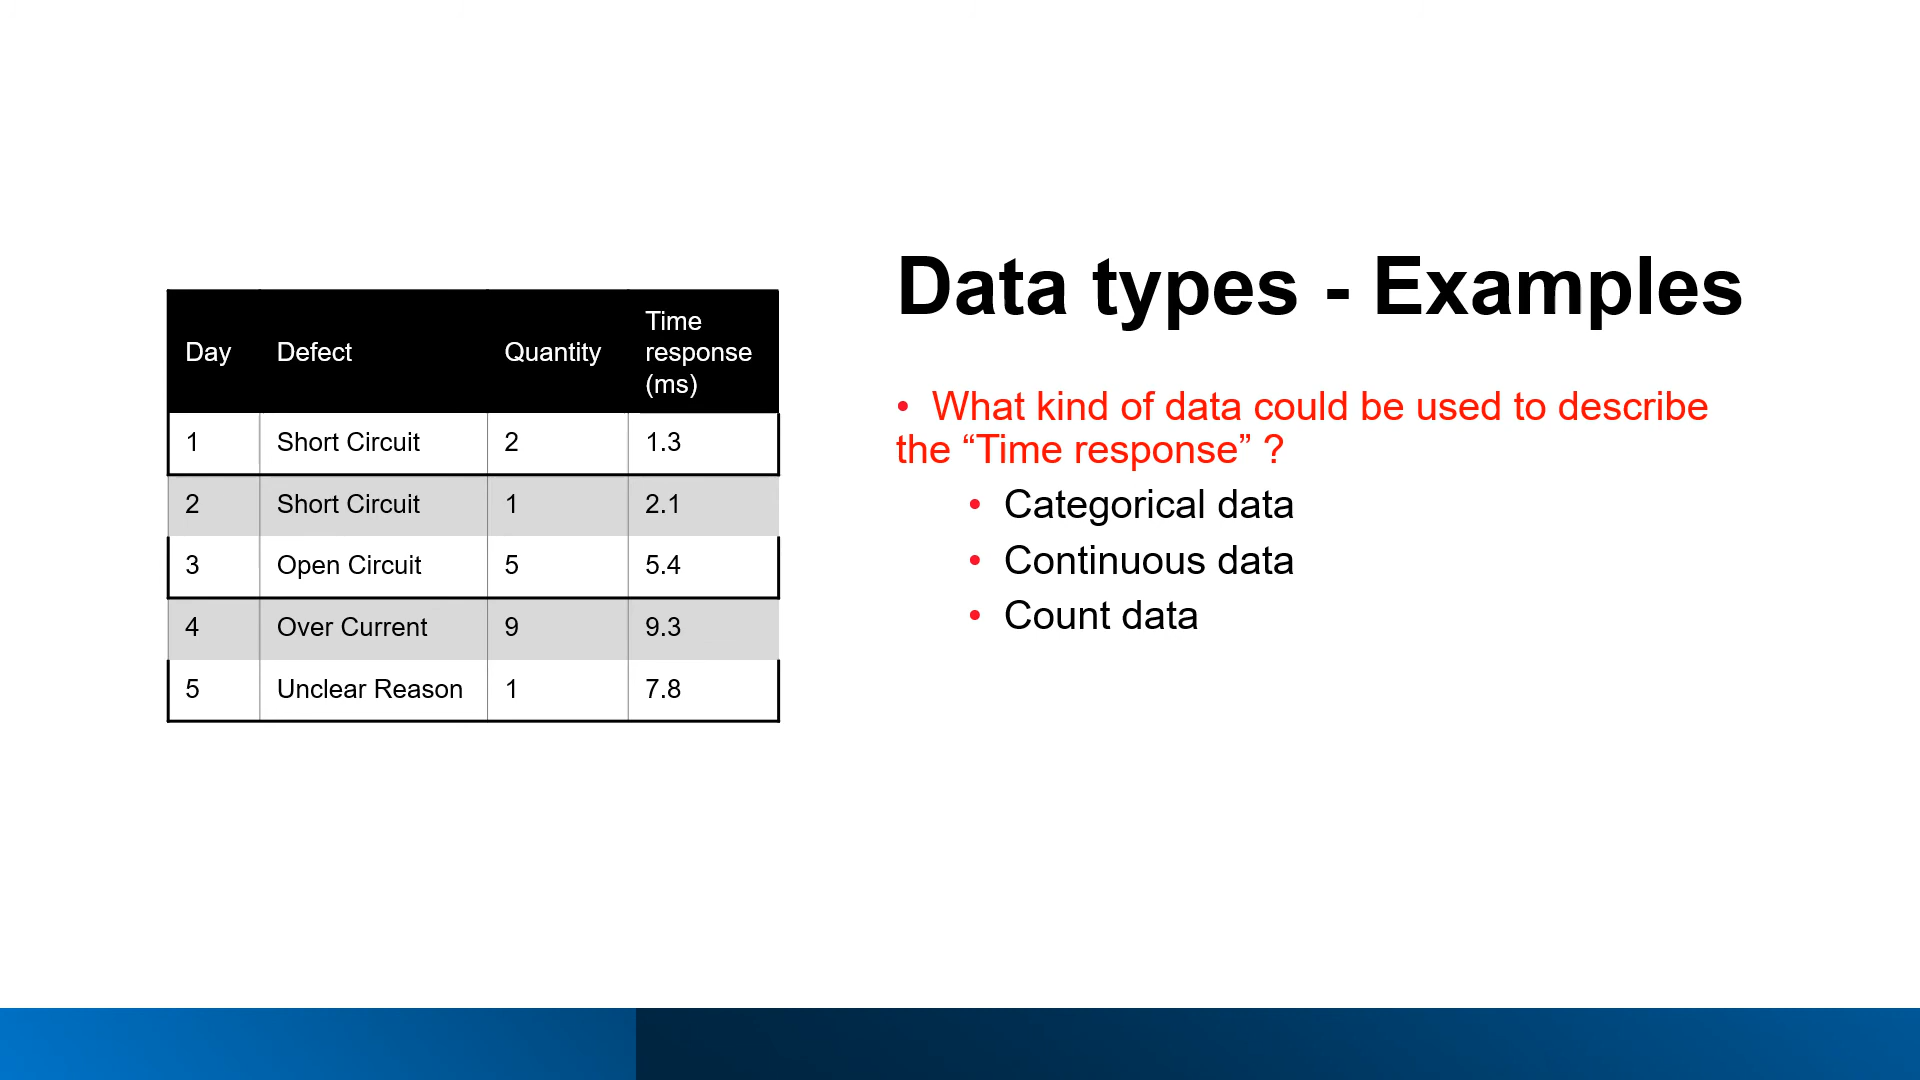 Day Defect Quantity Time response (ms)
1 Short Circuit 2 1.3
2 Short Circuit 1 2.1
3 Open Circuit 5 5.4
4 Over Current 9 9.3
5 Unclear Reason 1 7.8
Data types - Examples
• What kind of data could be used to describe
the “Time response” ?
• Categorical data
• Continuous data
• Count data